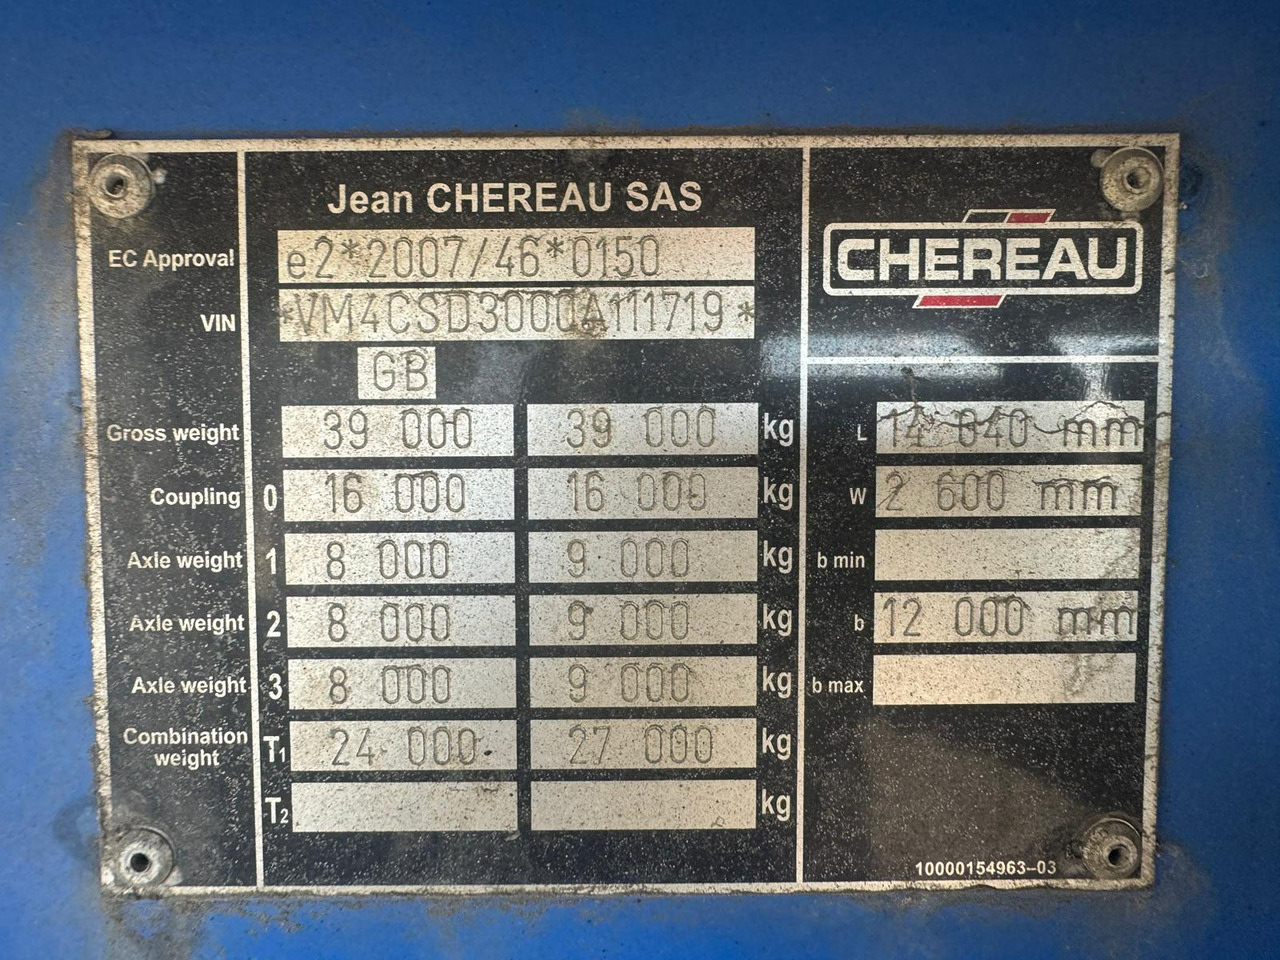 Jean CHEREAU SAS
CHEREAU
EC Approval e2*2007/46*0150
VIN *VM4CSD3000A111719*
GB
Gross weight 39 000 39 000 kg
Coupling 0 16 000 16 000 kg
Axle weight 1 8 000 9 000 kg
Axle weight 2 8 000 9 000 kg
Axle weight 3 8 000 9 000 kg
Combination weight T1 24 000 27 000 kg
T2 kg
L 14 040 mm
W 2 600 mm
b min
b 12 000 mm
b max
10000154963-03